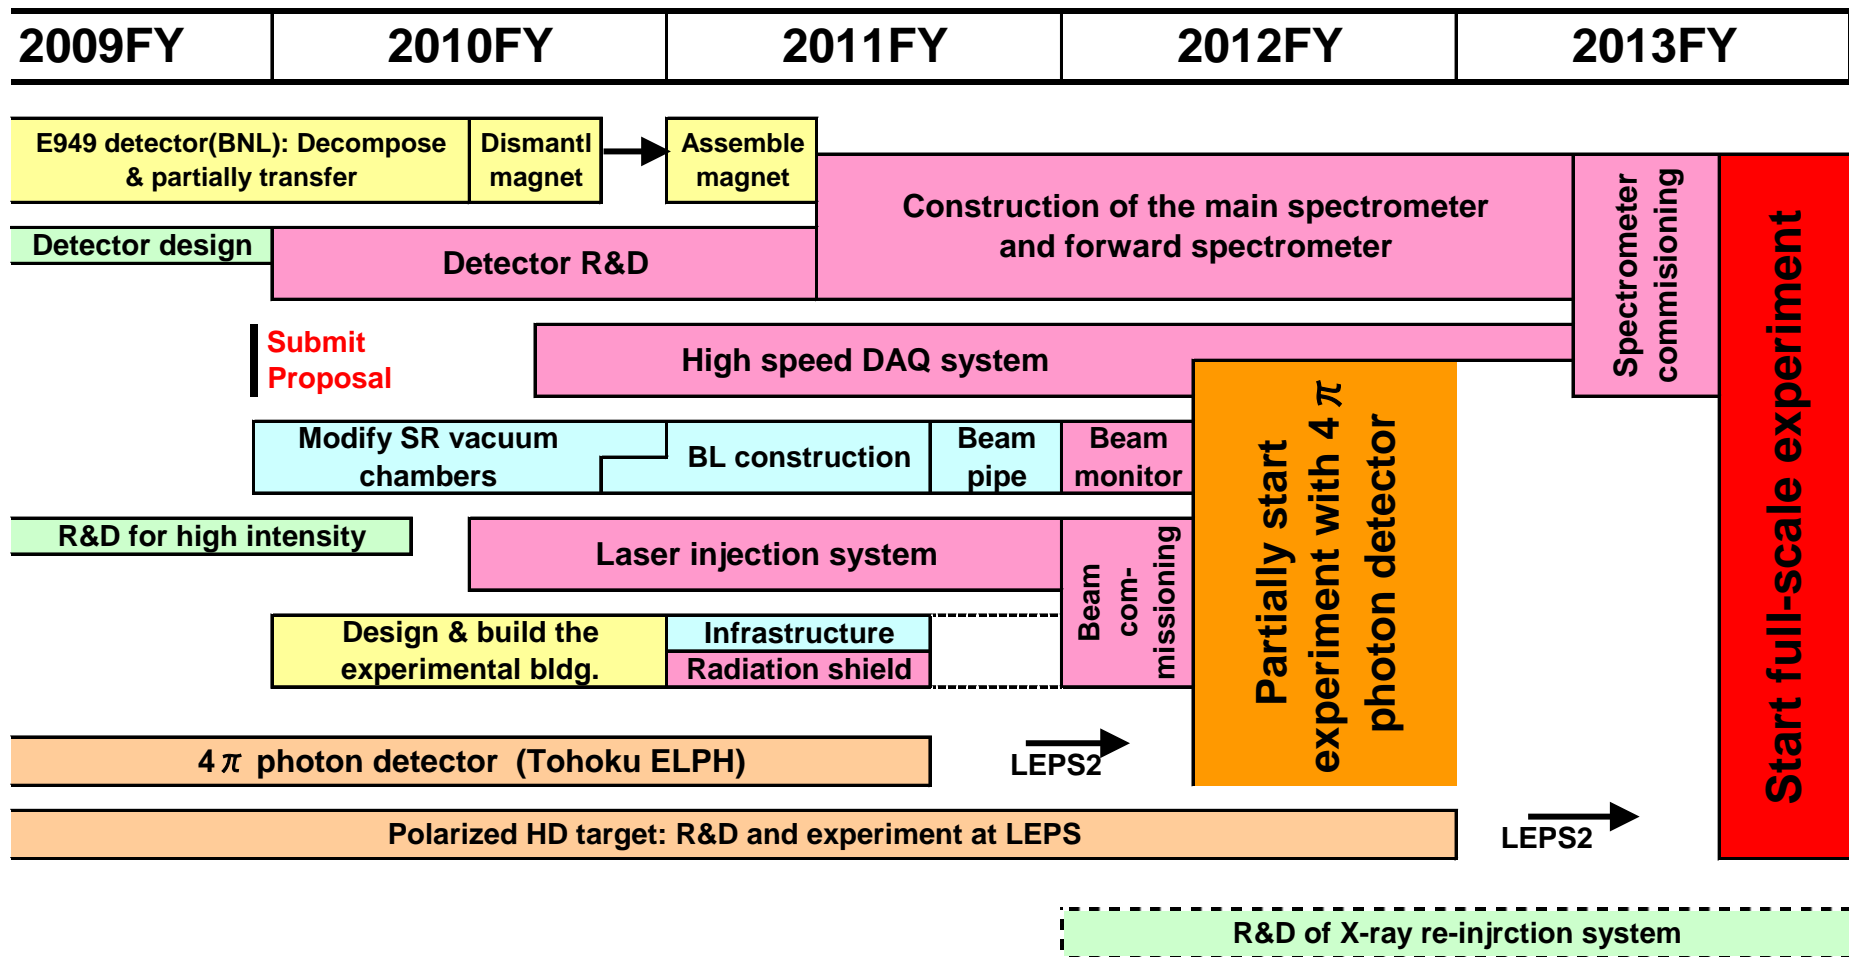 2009FY 2010FY 2011FY 2012FY 2013FY
E949 detector(BNL): Decompose
& partially transfer
Dismantl
magnet
Assemble
magnet
Construction of the main spectrometer
and forward spectrometer
Spectrometer
commisioning
Start full-scale experiment
Detector design
Detector R&D
Submit
Proposal
High speed DAQ system
Partially start
experiment with 4π
photon detector
Modify SR vacuum
chambers
BL construction
Beam
pipe
Beam
monitor
R&D for high intensity
Laser injection system
Beam
com-
missioning
Design & build the
experimental bldg.
Infrastructure
Radiation shield
4π photon detector (Tohoku ELPH)
LEPS2
Polarized HD target: R&D and experiment at LEPS
LEPS2
R&D of X-ray re-injrction system